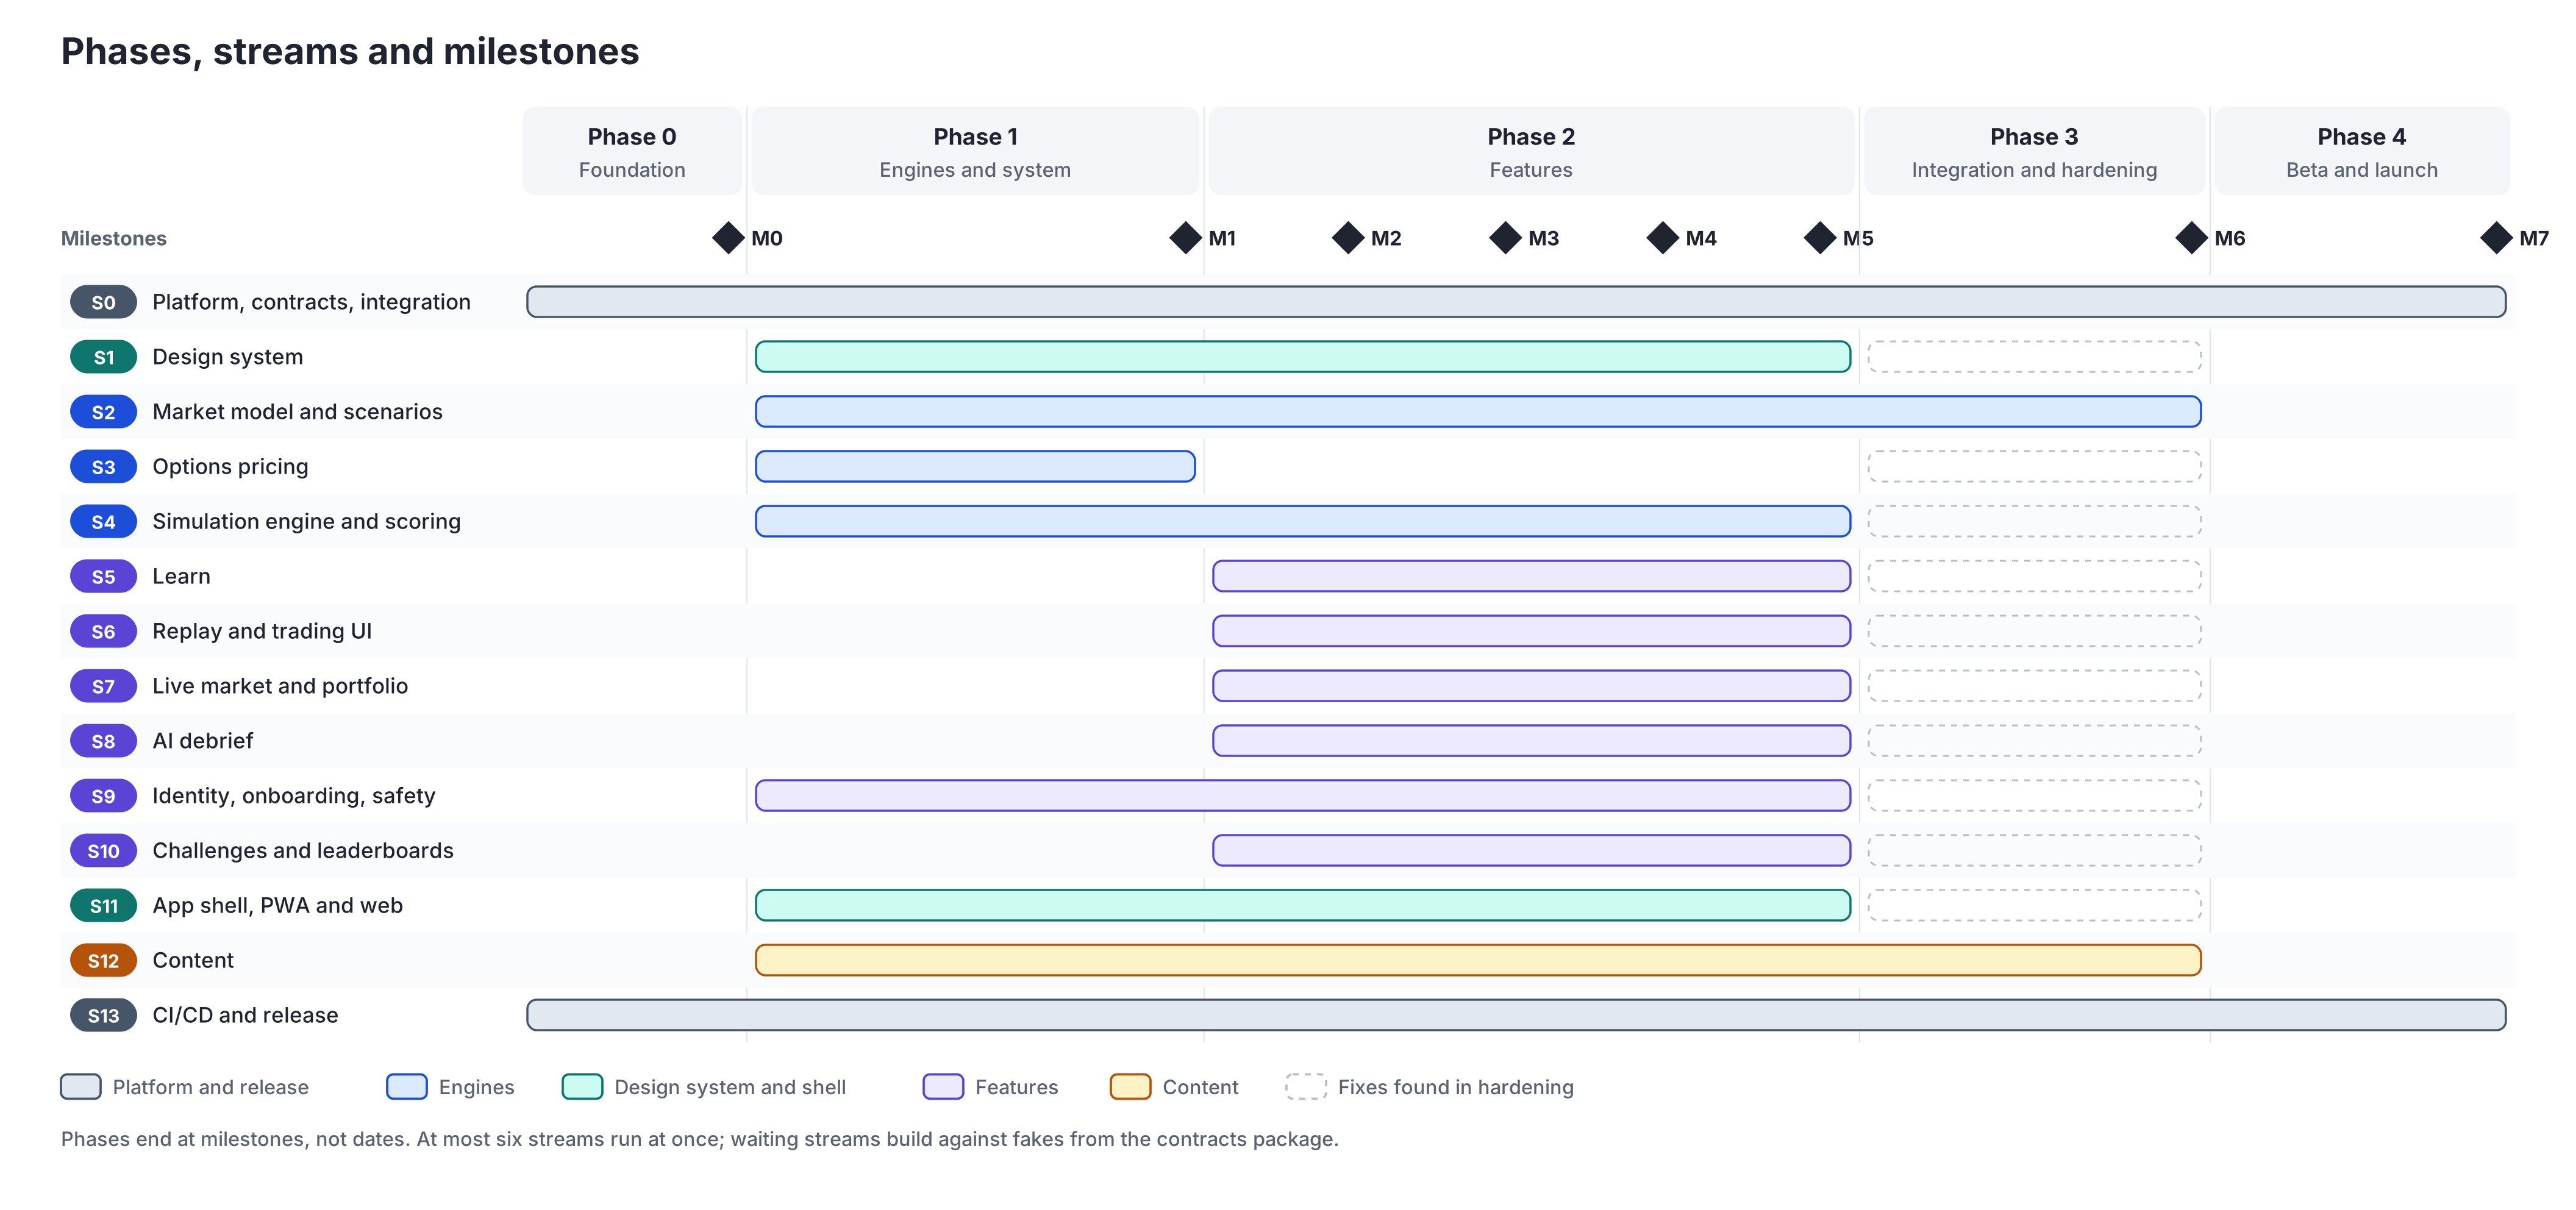 Phases, streams and milestones
Phase 0
Foundation
Phase 1
Engines and system
Phase 2
Features
Phase 3
Integration and hardening
Phase 4
Beta and launch
Milestones M0 M1 M2 M3 M4 M5 M6 M7
S0 Platform, contracts, integration
S1 Design system
S2 Market model and scenarios
S3 Options pricing
S4 Simulation engine and scoring
S5 Learn
S6 Replay and trading UI
S7 Live market and portfolio
S8 AI debrief
S9 Identity, onboarding, safety
S10 Challenges and leaderboards
S11 App shell, PWA and web
S12 Content
S13 CI/CD and release
Platform and release Engines Design system and shell Features Content Fixes found in hardening
Phases end at milestones, not dates. At most six streams run at once; waiting streams build against fakes from the contracts package.